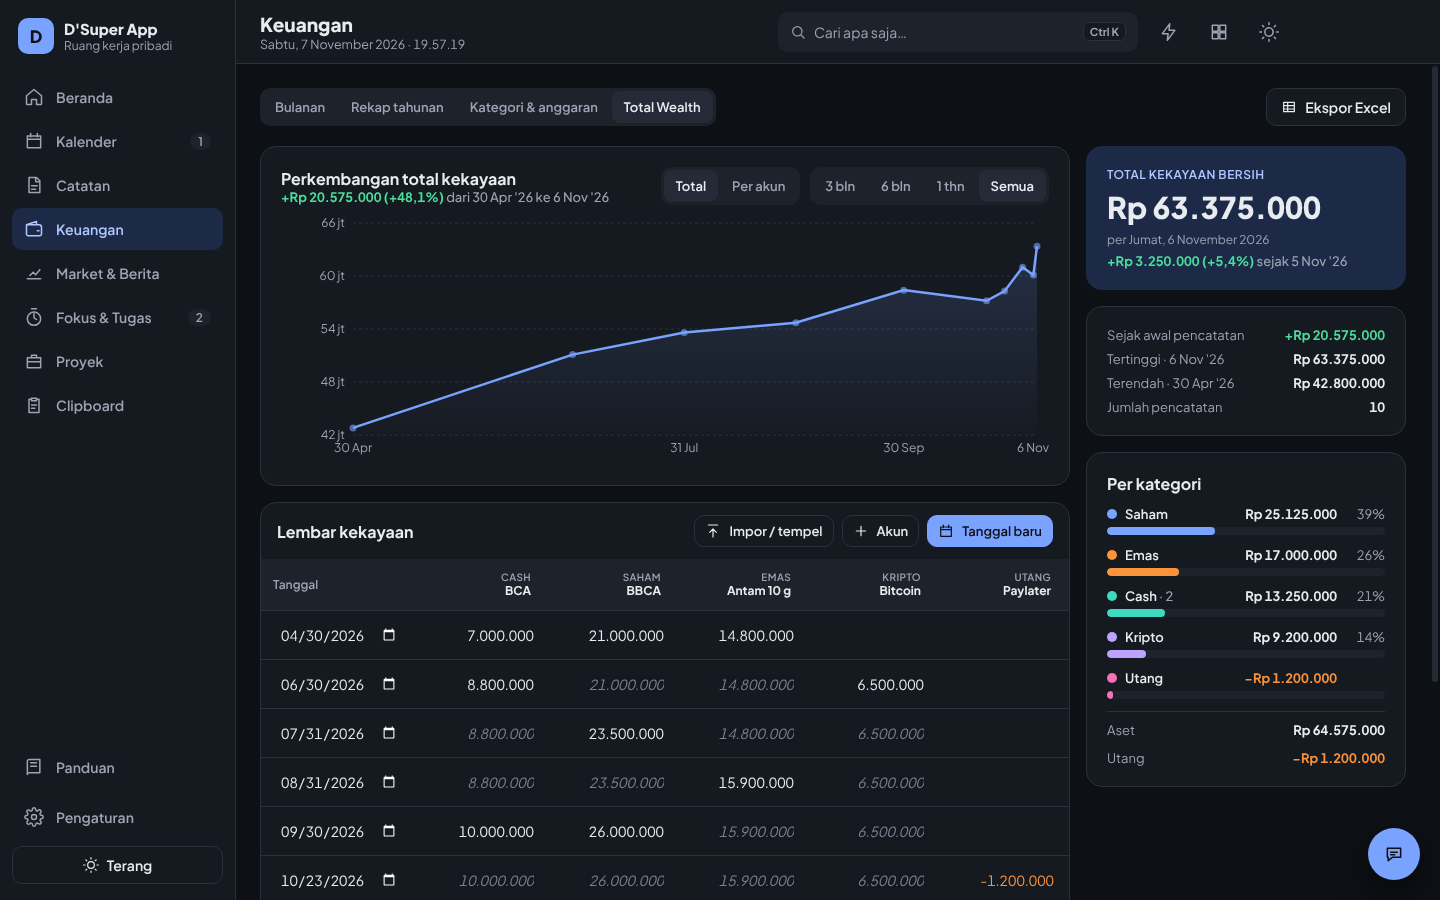 D
D'Super App
Ruang kerja pribadi
Beranda
Kalender 1
Catatan
Keuangan
Market & Berita
Fokus & Tugas 2
Proyek
Clipboard
Panduan
Pengaturan
Terang
Keuangan
Sabtu, 7 November 2026 · 19.57.19
Cari apa saja… Ctrl K
Bulanan Rekap tahunan Kategori & anggaran Total Wealth
Ekspor Excel
Perkembangan total kekayaan
+Rp 20.575.000 (+48,1%) dari 30 Apr '26 ke 6 Nov '26
Total Per akun
3 bln 6 bln 1 thn Semua
66 jt
60 jt
54 jt
48 jt
42 jt
30 Apr 31 Jul 30 Sep 6 Nov
Lembar kekayaan
Impor / tempel
Akun
Tanggal baru
CASH SAHAM EMAS KRIPTO UTANG
Tanggal BCA BBCA Antam 10 g Bitcoin Paylater
04/30/2026 7.000.000 21.000.000 14.800.000
06/30/2026 8.800.000 21.000.000 14.800.000 6.500.000
07/31/2026 8.800.000 23.500.000 14.800.000 6.500.000
08/31/2026 8.800.000 23.500.000 15.900.000 6.500.000
09/30/2026 10.000.000 26.000.000 15.900.000 6.500.000
10/23/2026 10.000.000 26.000.000 15.900.000 6.500.000 -1.200.000
TOTAL KEKAYAAN BERSIH
Rp 63.375.000
per Jumat, 6 November 2026
+Rp 3.250.000 (+5,4%) sejak 5 Nov '26
Sejak awal pencatatan +Rp 20.575.000
Tertinggi · 6 Nov '26 Rp 63.375.000
Terendah · 30 Apr '26 Rp 42.800.000
Jumlah pencatatan 10
Per kategori
Saham Rp 25.125.000 39%
Emas Rp 17.000.000 26%
Cash · 2 Rp 13.250.000 21%
Kripto Rp 9.200.000 14%
Utang −Rp 1.200.000
Aset Rp 64.575.000
Utang −Rp 1.200.000